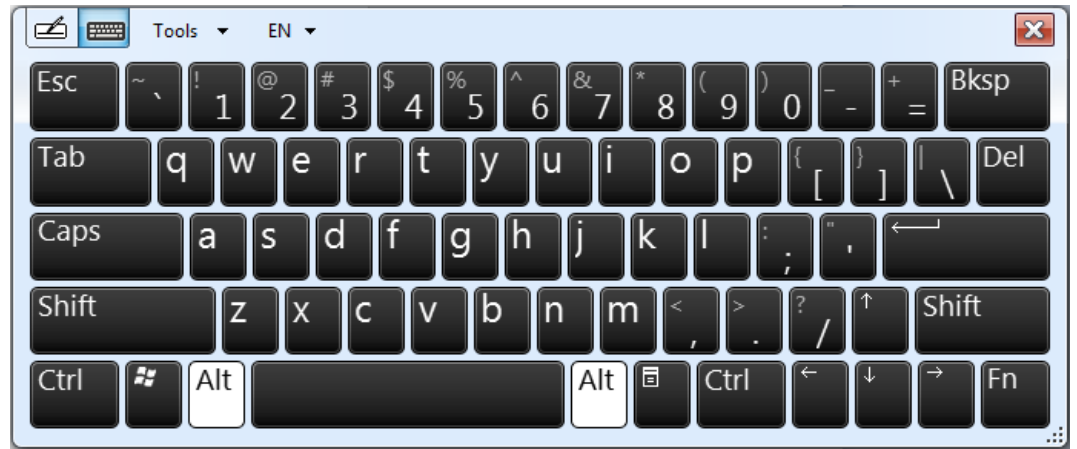 Tools EN
Esc ~ ` ! 1 @ 2 # 3 $ 4 % 5 ^ 6 & 7 * 8 ( 9 ) 0 _ - + = Bksp
Tab q w e r t y u i o p { [ } ] | \ Del
Caps a s d f g h j k l : ; " ' ←
Shift z x c v b n m < , > . ? / ↑ Shift
Ctrl Alt Alt Ctrl ← ↓ → Fn